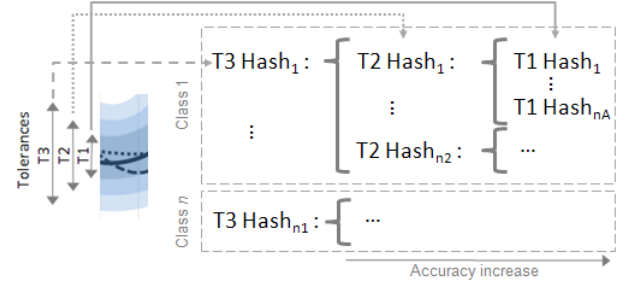 Tolerances
T3
T2
T1
Class 1
T3 Hash₁ :
T2 Hash₁ :
T1 Hash₁
⋮
T1 Hashₙₐ
⋮
⋮
T2 Hashₙ₂ :
...
Class n
T3 Hashₙ₁ :
...
Accuracy increase